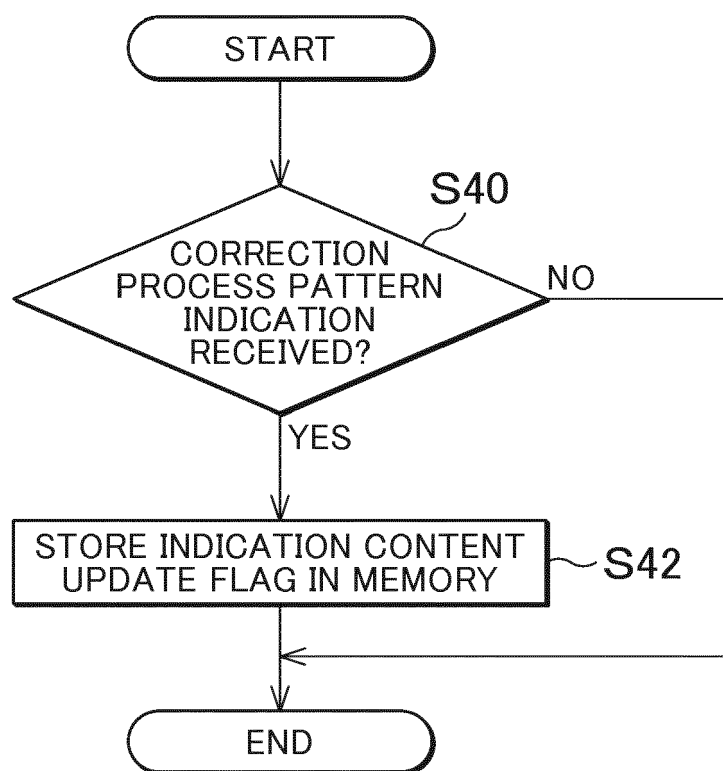 START
S40
CORRECTION
PROCESS PATTERN
INDICATION
RECEIVED?
NO
YES
STORE INDICATION CONTENT
UPDATE FLAG IN MEMORY
S42
END